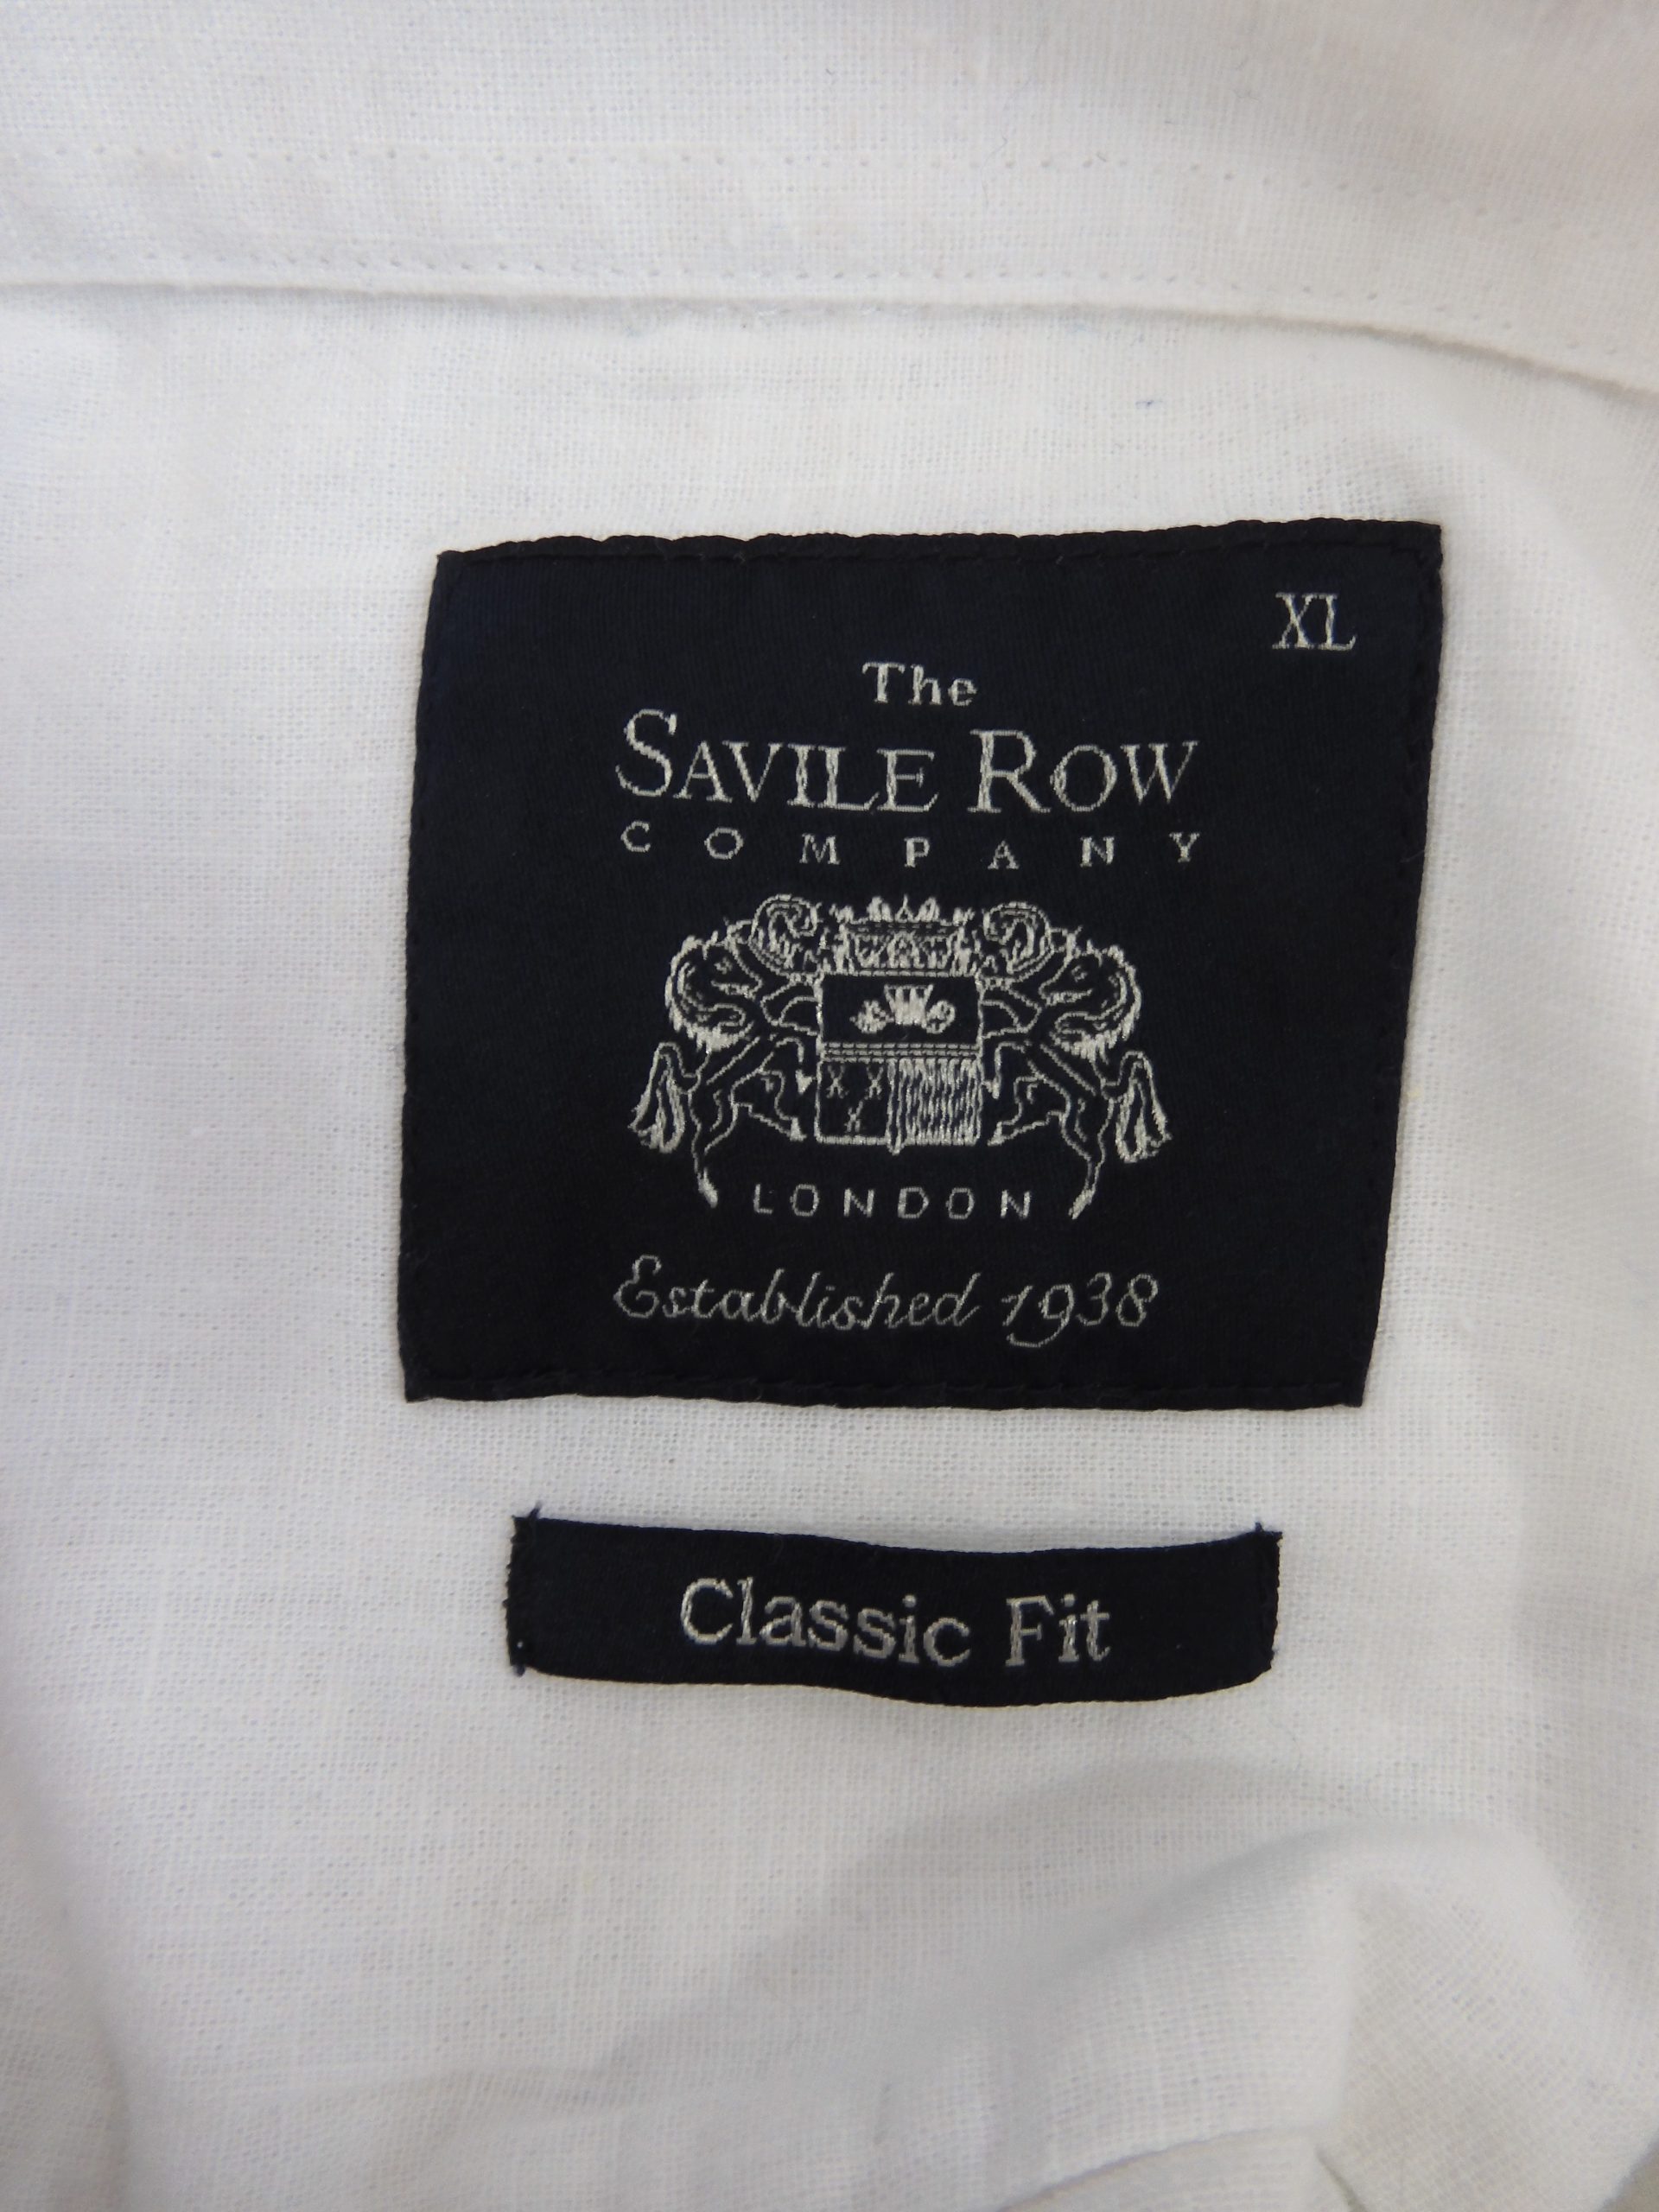 XL
The
SAVILE ROW
COMPANY
LONDON
Established 1938
Classic Fit